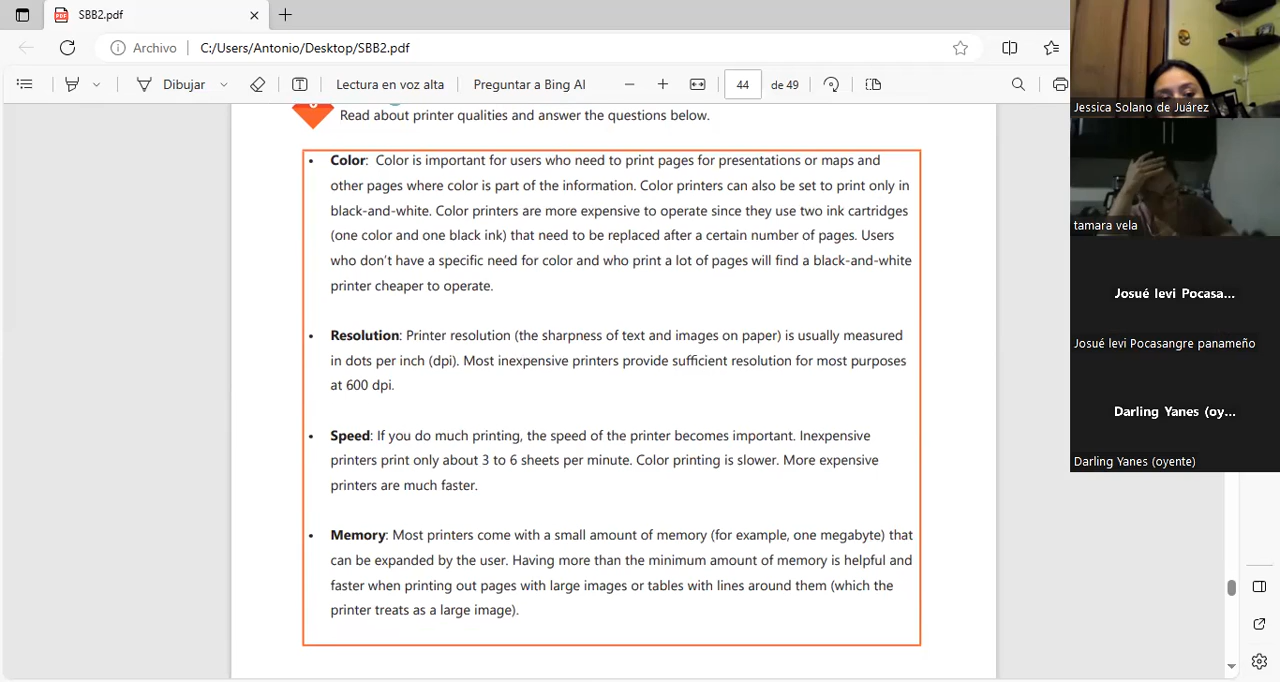 SBB2.pdf
Archivo
C:/Users/Antonio/Desktop/SBB2.pdf
Dibujar
Lectura en voz alta
Preguntar a Bing AI
44
de 49
Read about printer qualities and answer the questions below.
• Color: Color is important for users who need to print pages for presentations or maps and
other pages where color is part of the information. Color printers can also be set to print only in
black-and-white. Color printers are more expensive to operate since they use two ink cartridges
(one color and one black ink) that need to be replaced after a certain number of pages. Users
who don't have a specific need for color and who print a lot of pages will find a black-and-white
printer cheaper to operate.
• Resolution: Printer resolution (the sharpness of text and images on paper) is usually measured
in dots per inch (dpi). Most inexpensive printers provide sufficient resolution for most purposes
at 600 dpi.
• Speed: If you do much printing, the speed of the printer becomes important. Inexpensive
printers print only about 3 to 6 sheets per minute. Color printing is slower. More expensive
printers are much faster.
• Memory: Most printers come with a small amount of memory (for example, one megabyte) that
can be expanded by the user. Having more than the minimum amount of memory is helpful and
faster when printing out pages with large images or tables with lines around them (which the
printer treats as a large image).
Jessica Solano de Juárez
tamara vela
Josué levi Pocasa...
Josué levi Pocasangre panameño
Darling Yanes (oy...
Darling Yanes (oyente)